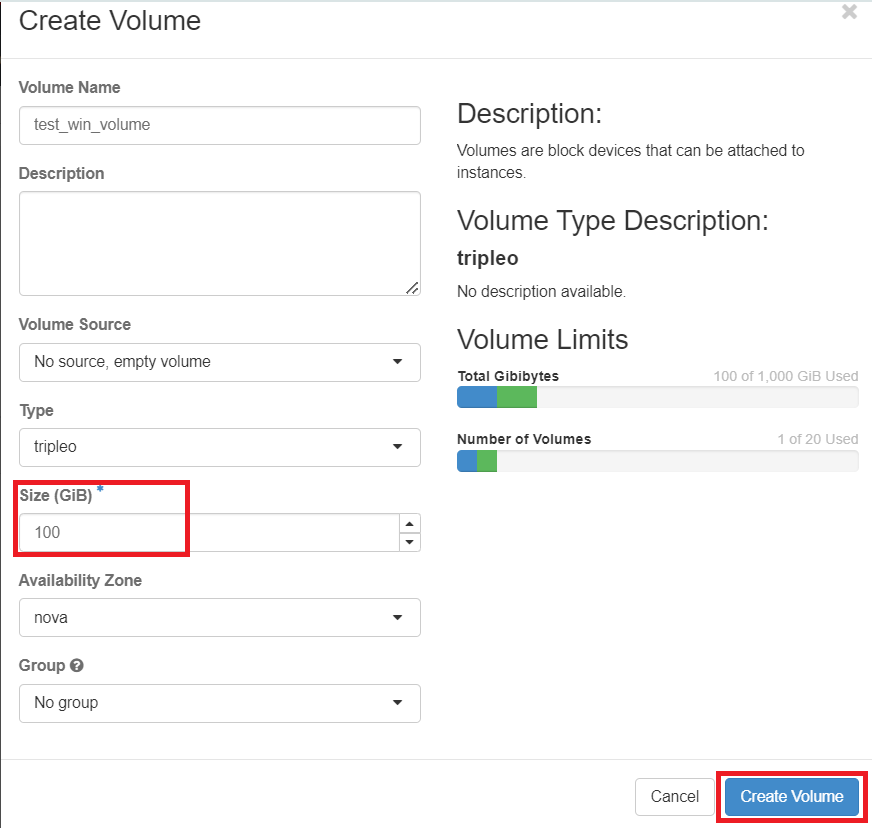 Create Volume
Volume Name
test_win_volume
Description
Volume Source
No source, empty volume
Type
tripleo
Size (GiB) *
100
Availability Zone
nova
Group
No group
Description:
Volumes are block devices that can be attached to
instances.
Volume Type Description:
tripleo
No description available.
Volume Limits
Total Gibibytes 100 of 1,000 GiB Used
Number of Volumes 1 of 20 Used
Cancel Create Volume